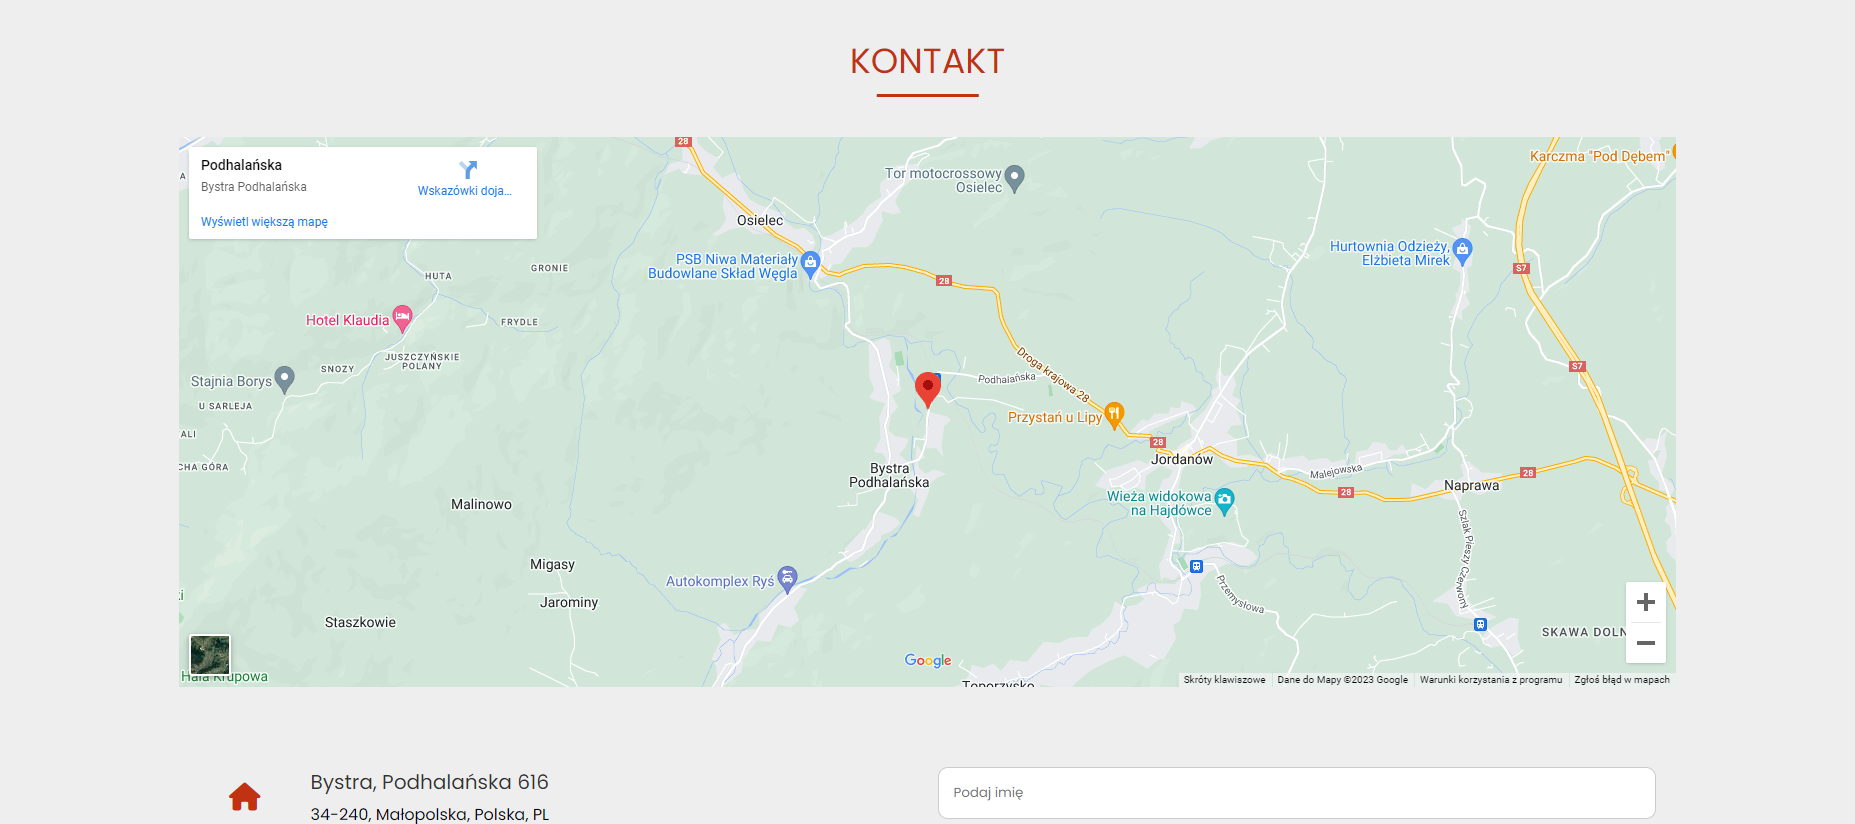 KONTAKT
Podhalańska
Bystra Podhalańska
Wskazówki doja...
Wyświetl większą mapę
28
Tor motocrossowy
Osielec
Karczma "Pod Dębem"
Osielec
PSB Niwa Materiały
Budowlane Skład Węgla
Hurtownia Odzieży,
Elżbieta Mirek
S7
HUTA
GRONIE
28
Hotel Klaudia
FRYDLE
JUSZCZYŃSKIE
POLANY
SNOZY
Stajnia Borys
U SARLEJA
Droga krajowa 28
Podhalańska
S7
Przystań u Lipy
28
Jordanów
ALI
CHA GÓRA
Bystra
Podhalańska
Malejowska
28
28
Naprawa
Malinowo
Wieża widokowa
na Hajdówce
Szlak Pieszy Czerwony
Migasy
Autokomplex Ryś
Przemysłowa
Jarominy
Staszkowie
SKAWA DOLN
Hala Krupowa
Google
Toporzysko
Skróty klawiszowe
Dane do Mapy ©2023 Google
Warunki korzystania z programu
Zgłoś błąd w mapach
Bystra, Podhalańska 616
34-240, Małopolska, Polska, PL
Podaj imię